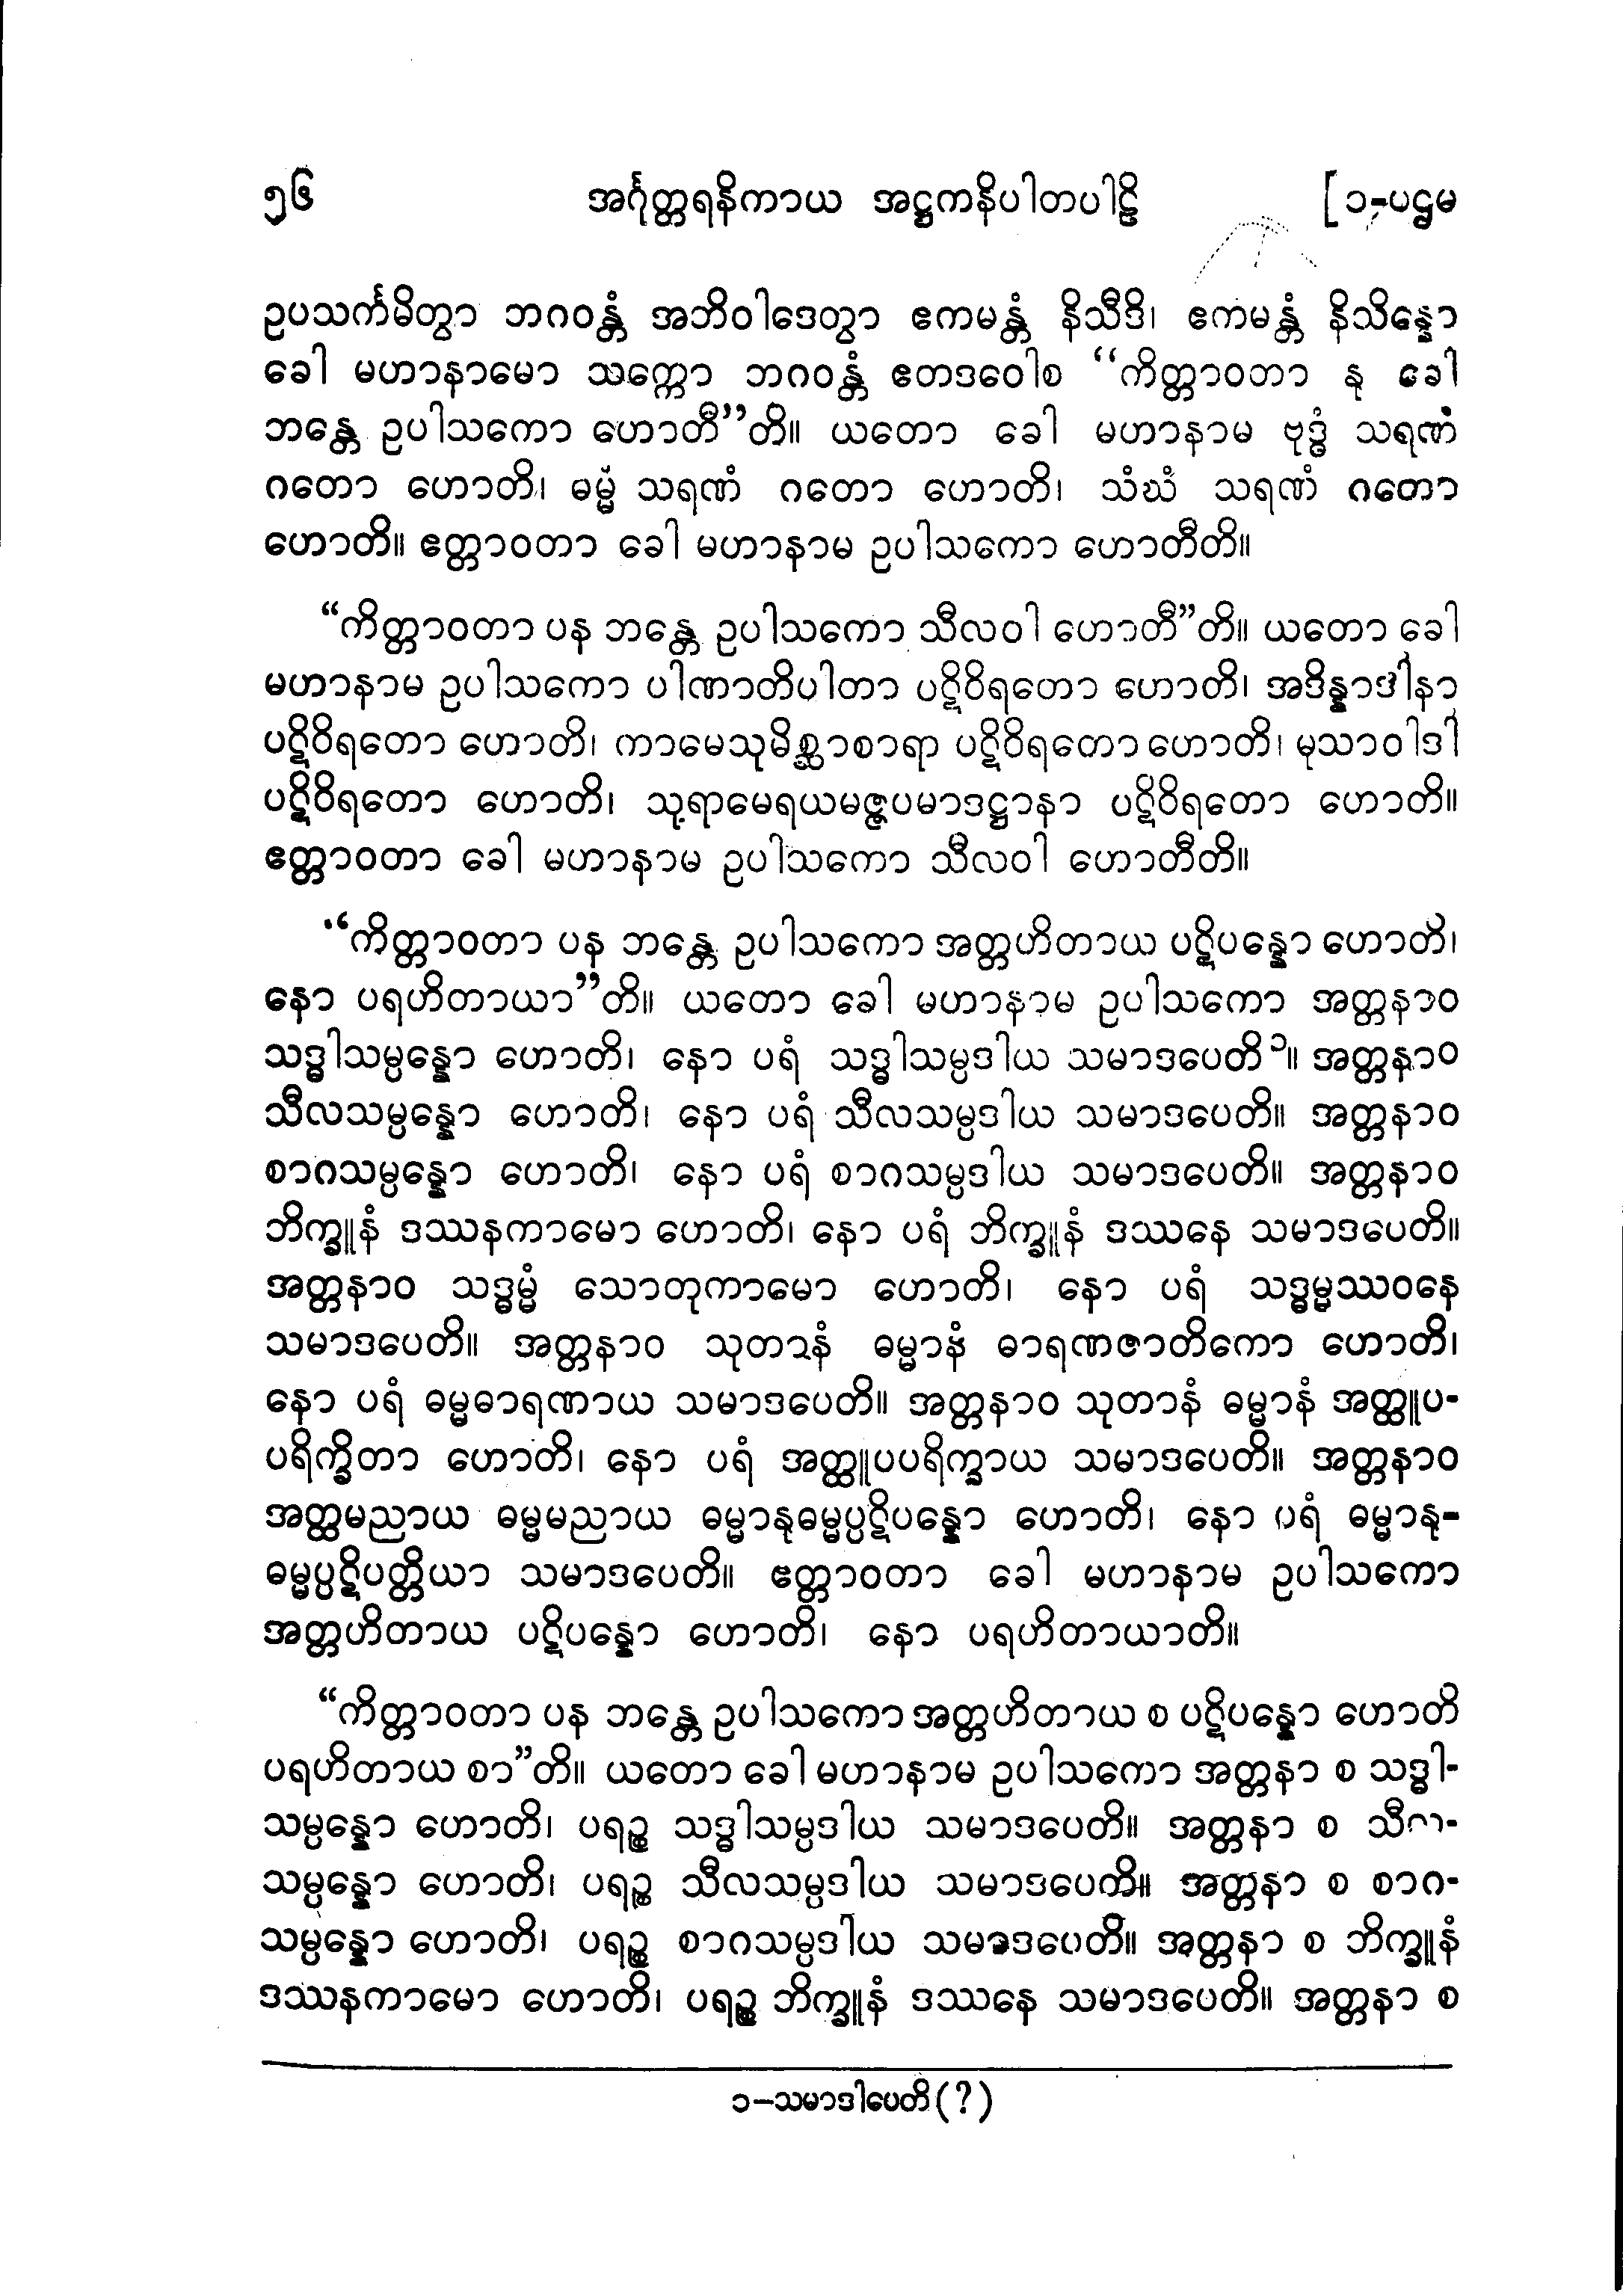 ၅၆ အင်္ဂုတ္တရနိကာယ အဋ္ဌကနိပါတပါဠိ [၁-ပဌမ
ဥပသင်္ကမိတွာ ဘဂဝန္တံ အဘိဝါဒေတွာ ဧကမန္တံ နိသီဒိ၊ ဧကမန္တံ နိသိန္နော
ခေါ မဟာနာမော သက္ကော ဘဂဝန္တံ ဧတဒဝေါစ “ကိတ္တာဝတာ နု ခေါ
ဘန္တေ ဥပါသကော ဟောတီ”တိ။ ယတော ခေါ မဟာနာမ ဗုဒ္ဓံ သရဏံ
ဂတော ဟောတိ၊ ဓမ္မံ သရဏံ ဂတော ဟောတိ၊ သံဃံ သရဏံ ဂတော
ဟောတိ။ ဧတ္တာဝတာ ခေါ မဟာနာမ ဥပါသကော ဟောတီတိ။
“ကိတ္တာဝတာ ပန ဘန္တေ ဥပါသကော သီလဝါ ဟောတီ”တိ။ ယတော ခေါ
မဟာနာမ ဥပါသကော ပါဏာတိပါတာ ပဋိဝိရတော ဟောတိ၊ အဒိန္နာဒါနာ
ပဋိဝိရတော ဟောတိ၊ ကာမေသုမိစ္ဆာစာရာ ပဋိဝိရတော ဟောတိ၊ မုသာဝါဒါ
ပဋိဝိရတော ဟောတိ၊ သုရာမေရယမဇ္ဇပမာဒဋ္ဌာနာ ပဋိဝိရတော ဟောတိ။
ဧတ္တာဝတာ ခေါ မဟာနာမ ဥပါသကော သီလဝါ ဟောတီတိ။
“ကိတ္တာဝတာ ပန ဘန္တေ ဥပါသကော အတ္တဟိတာယ ပဋိပန္နော ဟောတိ၊
နော ပရဟိတာယာ”တိ။ ယတော ခေါ မဟာနာမ ဥပါသကော အတ္တနာဝ
သဒ္ဓါသမ္ပန္နော ဟောတိ၊ နော ပရံ သဒ္ဓါသမ္ပဒါယ သမာဒပေတိ၁။ အတ္တနာဝ
သီလသမ္ပန္နော ဟောတိ၊ နော ပရံ သီလသမ္ပဒါယ သမာဒပေတိ။ အတ္တနာဝ
စာဂသမ္ပန္နော ဟောတိ၊ နော ပရံ စာဂသမ္ပဒါယ သမာဒပေတိ။ အတ္တနာဝ
ဘိက္ခူနံ ဒဿနကာမော ဟောတိ၊ နော ပရံ ဘိက္ခူနံ ဒဿနေ သမာဒပေတိ။
အတ္တနာဝ သဒ္ဓမ္မံ သောတုကာမော ဟောတိ၊ နော ပရံ သဒ္ဓမ္မဿဝနေ
သမာဒပေတိ။ အတ္တနာဝ သုတာနံ ဓမ္မာနံ ဓာရဏဇာတိကော ဟောတိ၊
နော ပရံ ဓမ္မဓာရဏာယ သမာဒပေတိ။ အတ္တနာဝ သုတာနံ ဓမ္မာနံ အတ္ထူပ-
ပရိက္ခိတာ ဟောတိ၊ နော ပရံ အတ္ထူပပရိက္ခာယ သမာဒပေတိ။ အတ္တနာဝ
အတ္ထမညာယ ဓမ္မမညာယ ဓမ္မာနုဓမ္မပ္ပဋိပန္နော ဟောတိ၊ နော ပရံ ဓမ္မာနု-
ဓမ္မပ္ပဋိပတ္တိယာ သမာဒပေတိ။ ဧတ္တာဝတာ ခေါ မဟာနာမ ဥပါသကော
အတ္တဟိတာယ ပဋိပန္နော ဟောတိ၊ နော ပရဟိတာယာတိ။
“ကိတ္တာဝတာ ပန ဘန္တေ ဥပါသကော အတ္တဟိတာယ စ ပဋိပန္နော ဟောတိ
ပရဟိတာယ စာ”တိ။ ယတော ခေါ မဟာနာမ ဥပါသကော အတ္တနာ စ သဒ္ဓါ-
သမ္ပန္နော ဟောတိ၊ ပရဉ္စ သဒ္ဓါသမ္ပဒါယ သမာဒပေတိ။ အတ္တနာ စ သီလ-
သမ္ပန္နော ဟောတိ၊ ပရဉ္စ သီလသမ္ပဒါယ သမာဒပေတိ။ အတ္တနာ စ စာဂ-
သမ္ပန္နော ဟောတိ၊ ပရဉ္စ စာဂသမ္ပဒါယ သမာဒပေတိ။ အတ္တနာ စ ဘိက္ခူနံ
ဒဿနကာမော ဟောတိ၊ ပရဉ္စ ဘိက္ခူနံ ဒဿနေ သမာဒပေတိ။ အတ္တနာ စ
၁–သမာဒါပေတိ (?)